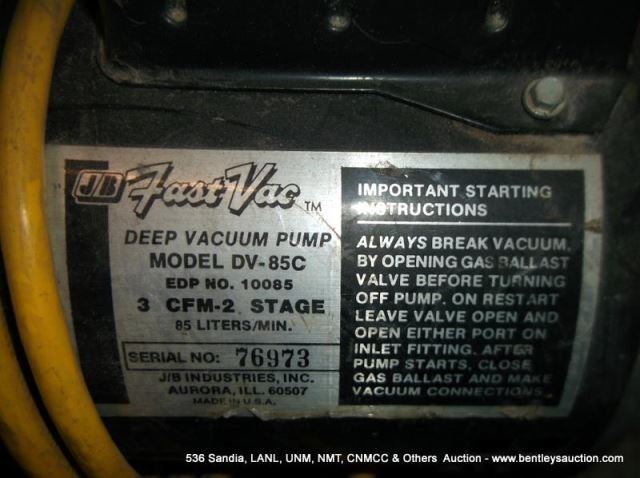 J/B Fast Vac TM
DEEP VACUUM PUMP
MODEL DV-85C
EDP NO. 10085
3 CFM-2 STAGE
85 LITERS/MIN.
SERIAL NO: 76973
J/B INDUSTRIES, INC.
AURORA, ILL. 60507
MADE IN U.S.A.
IMPORTANT STARTING
INSTRUCTIONS
ALWAYS BREAK VACUUM,
BY OPENING GAS BALLAST
VALVE BEFORE TURNING
OFF PUMP. ON RESTART
LEAVE VALVE OPEN AND
OPEN EITHER PORT ON
INLET FITTING. AFTER
PUMP STARTS, CLOSE
GAS BALLAST AND MAKE
VACUUM CONNECTIONS.
536 Sandia, LANL, UNM, NMT, CNMCC & Others Auction - www.bentleysauction.com